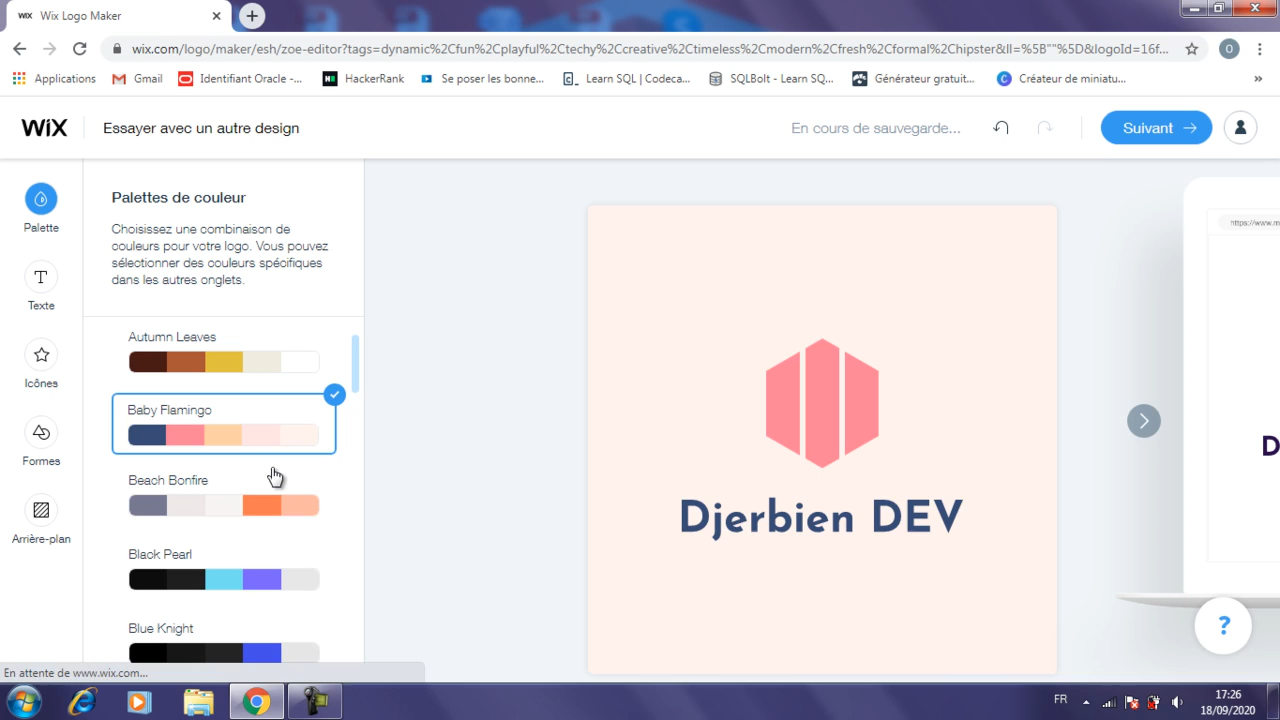 WiX Wix Logo Maker
wix.com/logo/maker/esh/zoe-editor?tags=dynamic%2Cfun%2Cplayful%2Ctechy%2Ccreative%2Ctimeless%2Cmodern%2Cfresh%2Cformal%2Chipster&ll=%5B""%5D&logoId=16f...
O
Applications
Gmail
Identifiant Oracle -...
HackerRank
Se poser les bonne...
Learn SQL | Codeca...
SQLBolt - Learn SQ...
Générateur gratuit...
Créateur de miniatu...
»
WiX
Essayer avec un autre design
En cours de sauvegarde...
Suivant
Palette
Texte
Icônes
Formes
Arrière-plan
Palettes de couleur
Choisissez une combinaison de
couleurs pour votre logo. Vous pouvez
sélectionner des couleurs spécifiques
dans les autres onglets.
Autumn Leaves
Baby Flamingo
Beach Bonfire
Black Pearl
Blue Knight
Djerbien DEV
https://www.m
D
?
En attente de www.wix.com...
FR
17:26
18/09/2020